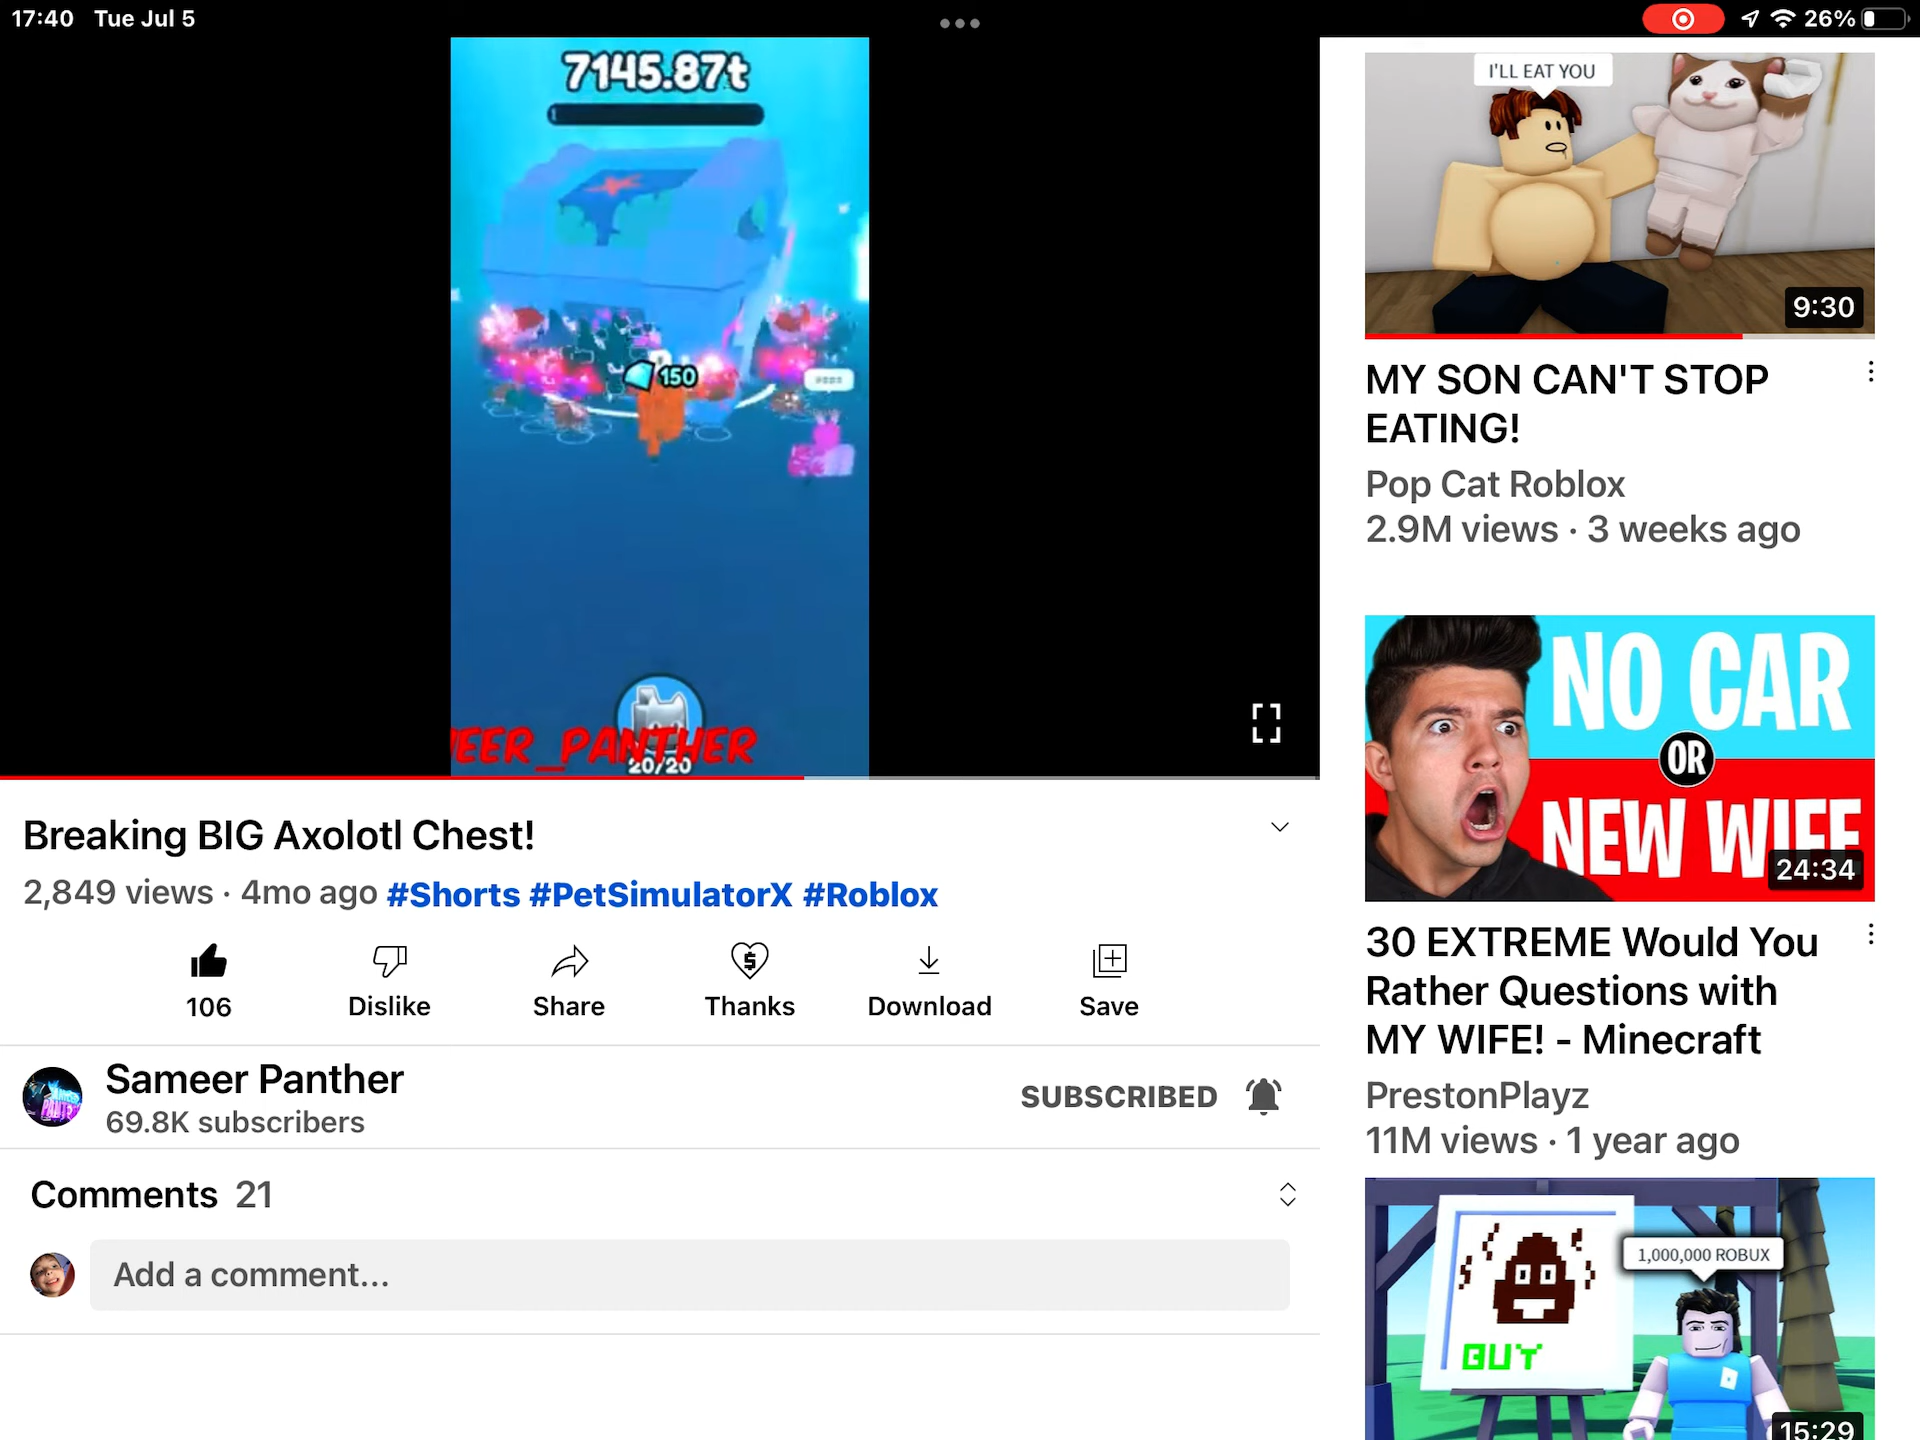 17:40 Tue Jul 5
26%
7145.87t
150
EER_PANTHER
20/20
Breaking BIG Axolotl Chest!
2,849 views · 4mo ago #Shorts #PetSimulatorX #Roblox
106
Dislike
Share
Thanks
Download
Save
Sameer Panther
69.8K subscribers
SUBSCRIBED
Comments 21
Add a comment...
I'LL EAT YOU
9:30
MY SON CAN'T STOP
EATING!
Pop Cat Roblox
2.9M views · 3 weeks ago
NO CAR
OR
NEW WIFE
24:34
30 EXTREME Would You
Rather Questions with
MY WIFE! - Minecraft
PrestonPlayz
11M views · 1 year ago
1,000,000 ROBUX
BUY
15:29